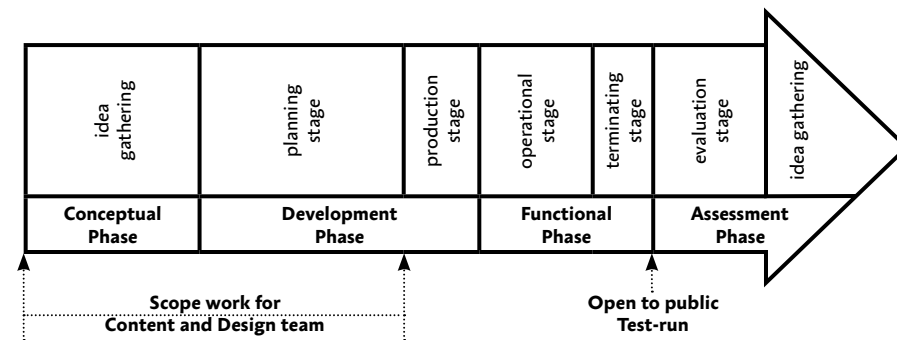 idea
gathering
planning
stage
production
stage
operational
stage
terminating
stage
evaluation
stage
idea gathering
Conceptual
Phase
Development
Phase
Functional
Phase
Assessment
Phase
Scope work for
Content and Design team
Open to public
Test-run